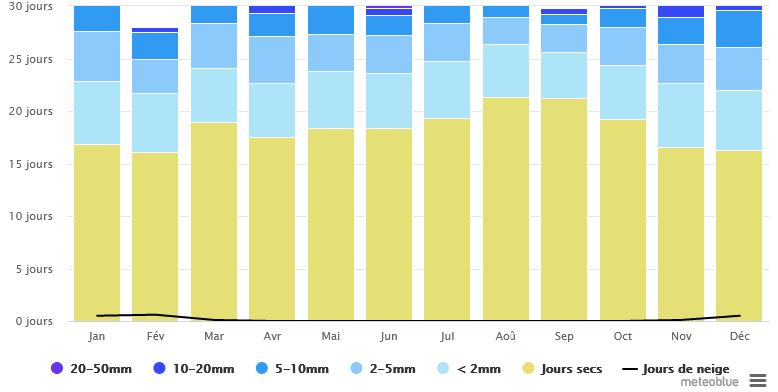 30 jours
25 jours
20 jours
15 jours
10 jours
5 jours
0 jours
Jan Fév Mar Avr Mai Jun Jul Aoû Sep Oct Nov Déc
20-50mm 10-20mm 5-10mm 2-5mm < 2mm Jours secs Jours de neige
meteoblue